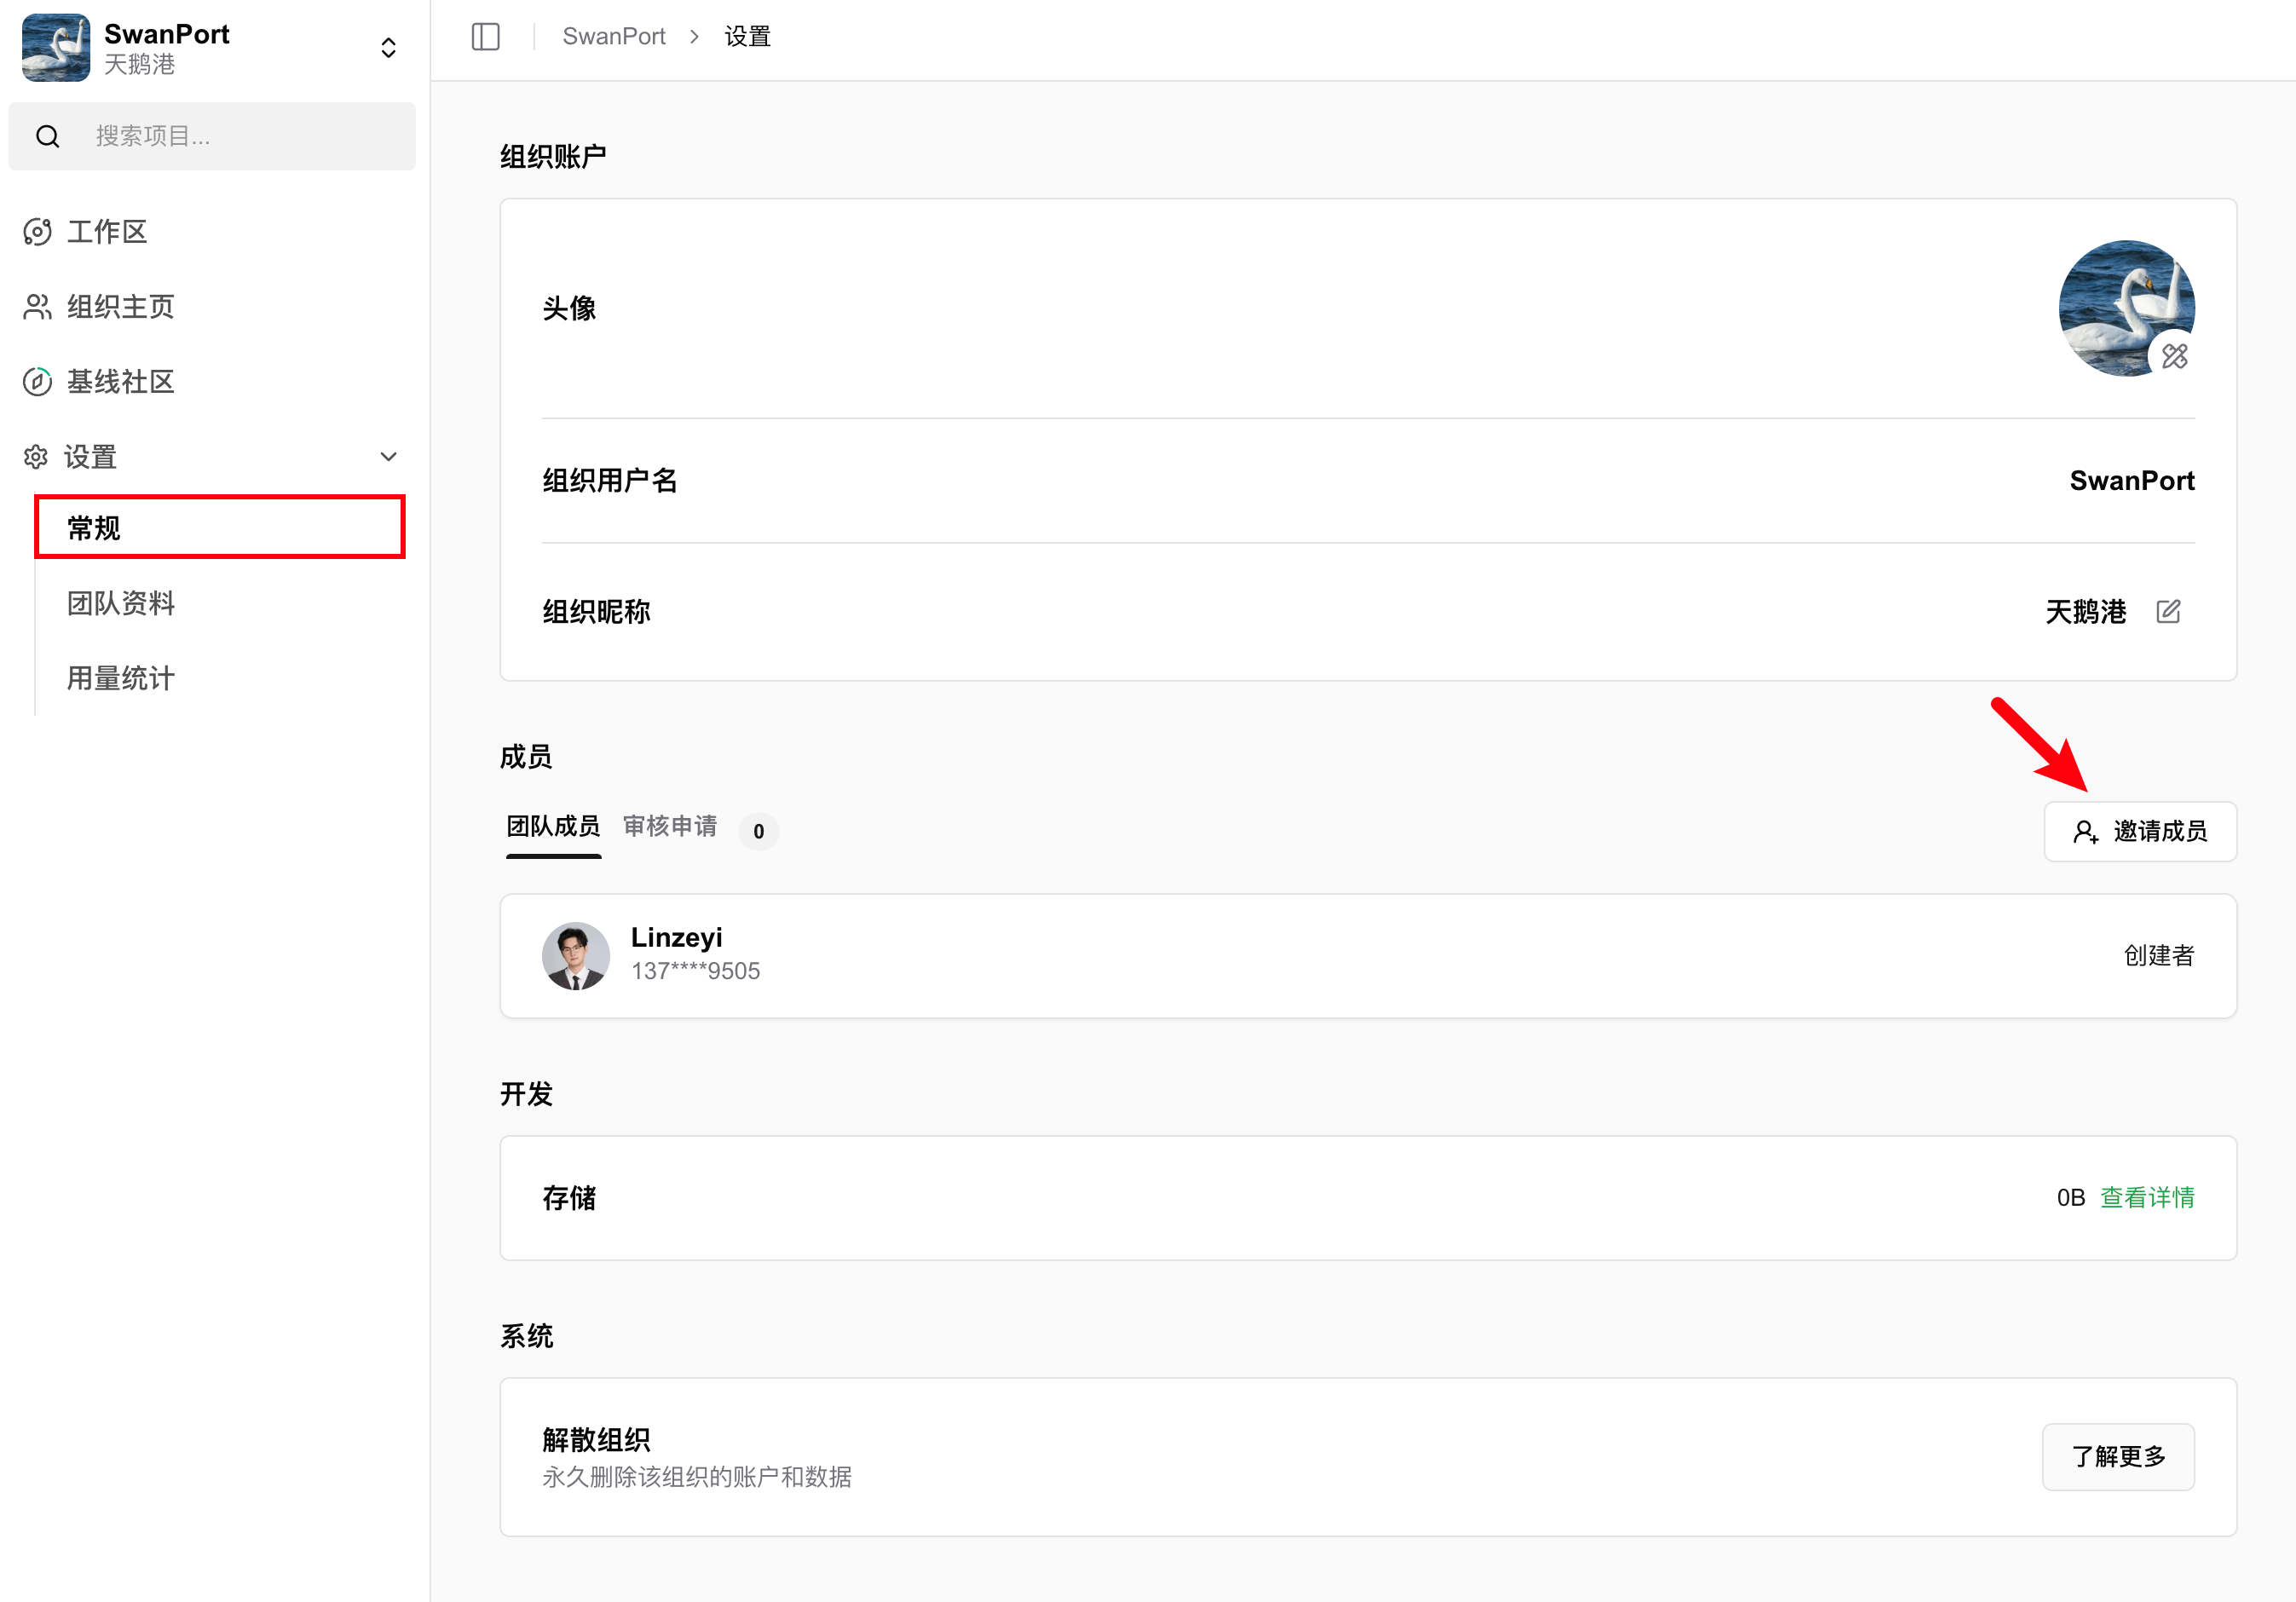 SwanPort
天鹅港
搜索项目...
工作区
组织主页
基线社区
设置
常规
团队资料
用量统计
SwanPort > 设置
组织账户
头像
组织用户名 SwanPort
组织昵称 天鹅港
成员
团队成员 审核申请 0 邀请成员
Linzeyi
137****9505
创建者
开发
存储 0B 查看详情
系统
解散组织
永久删除该组织的账户和数据
了解更多